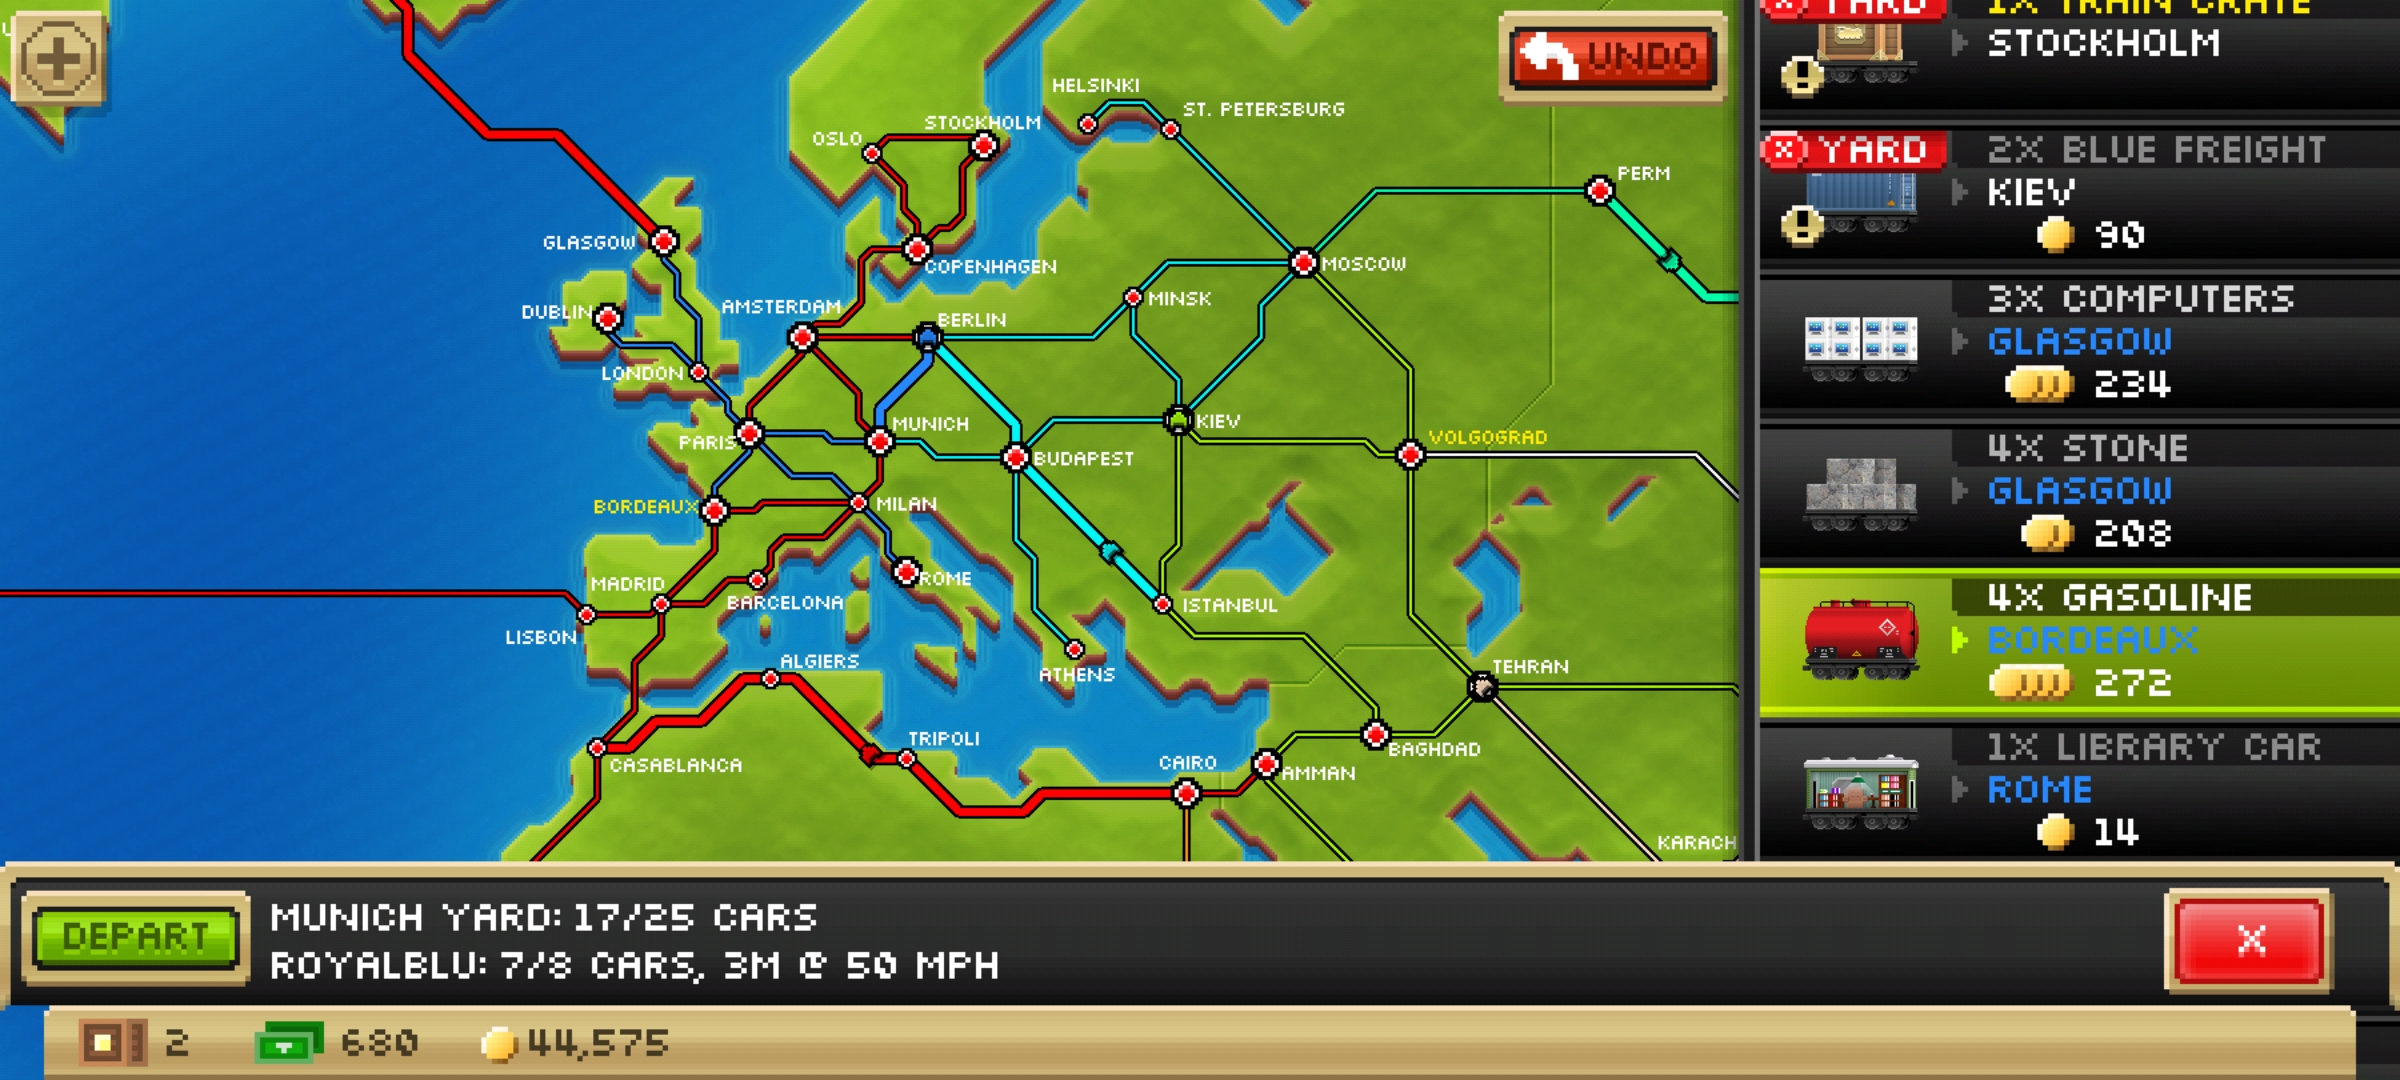 UNDO
HELSINKI
ST. PETERSBURG
STOCKHOLM
OSLO
PERM
GLASGOW
COPENHAGEN
MOSCOW
DUBLIN
AMSTERDAM
BERLIN
MINSK
LONDON
PARIS
MUNICH
KIEV
BUDAPEST
VOLGOGRAD
BORDEAUX
MILAN
MADRID
ROME
BARCELONA
ISTANBUL
LISBON
ALGIERS
ATHENS
TEHRAN
TRIPOLI
CASABLANCA
CAIRO
AMMAN
BAGHDAD
KARACH
YARD
1X TRAIN CRATE
STOCKHOLM
YARD
2X BLUE FREIGHT
KIEV
90
3X COMPUTERS
GLASGOW
234
4X STONE
GLASGOW
208
4X GASOLINE
BORDEAUX
272
1X LIBRARY CAR
ROME
14
DEPART
MUNICH YARD: 17/25 CARS
ROYALBLU: 7/8 CARS, 3M @ 50 MPH
X
2
680
44,575